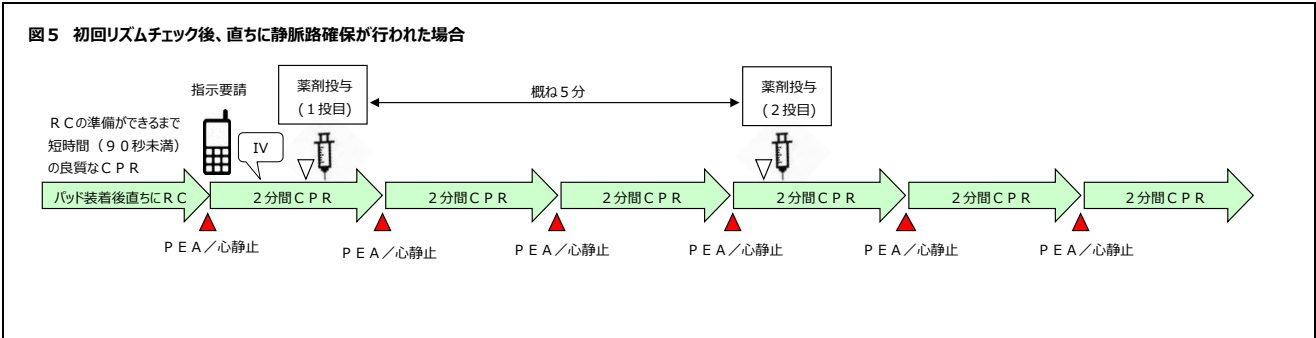 図５　初回リズムチェック後、直ちに静脈路確保が行われた場合
指示要請
薬剤投与
(１投目)
概ね５分
薬剤投与
(２投目)
ＲＣの準備ができるまで
短時間（９０秒未満）
の良質なＣＰＲ
IV
パッド装着後直ちにＲＣ
２分間ＣＰＲ
２分間ＣＰＲ
２分間ＣＰＲ
２分間ＣＰＲ
２分間ＣＰＲ
２分間ＣＰＲ
ＰＥＡ／心静止
ＰＥＡ／心静止
ＰＥＡ／心静止
ＰＥＡ／心静止
ＰＥＡ／心静止
ＰＥＡ／心静止